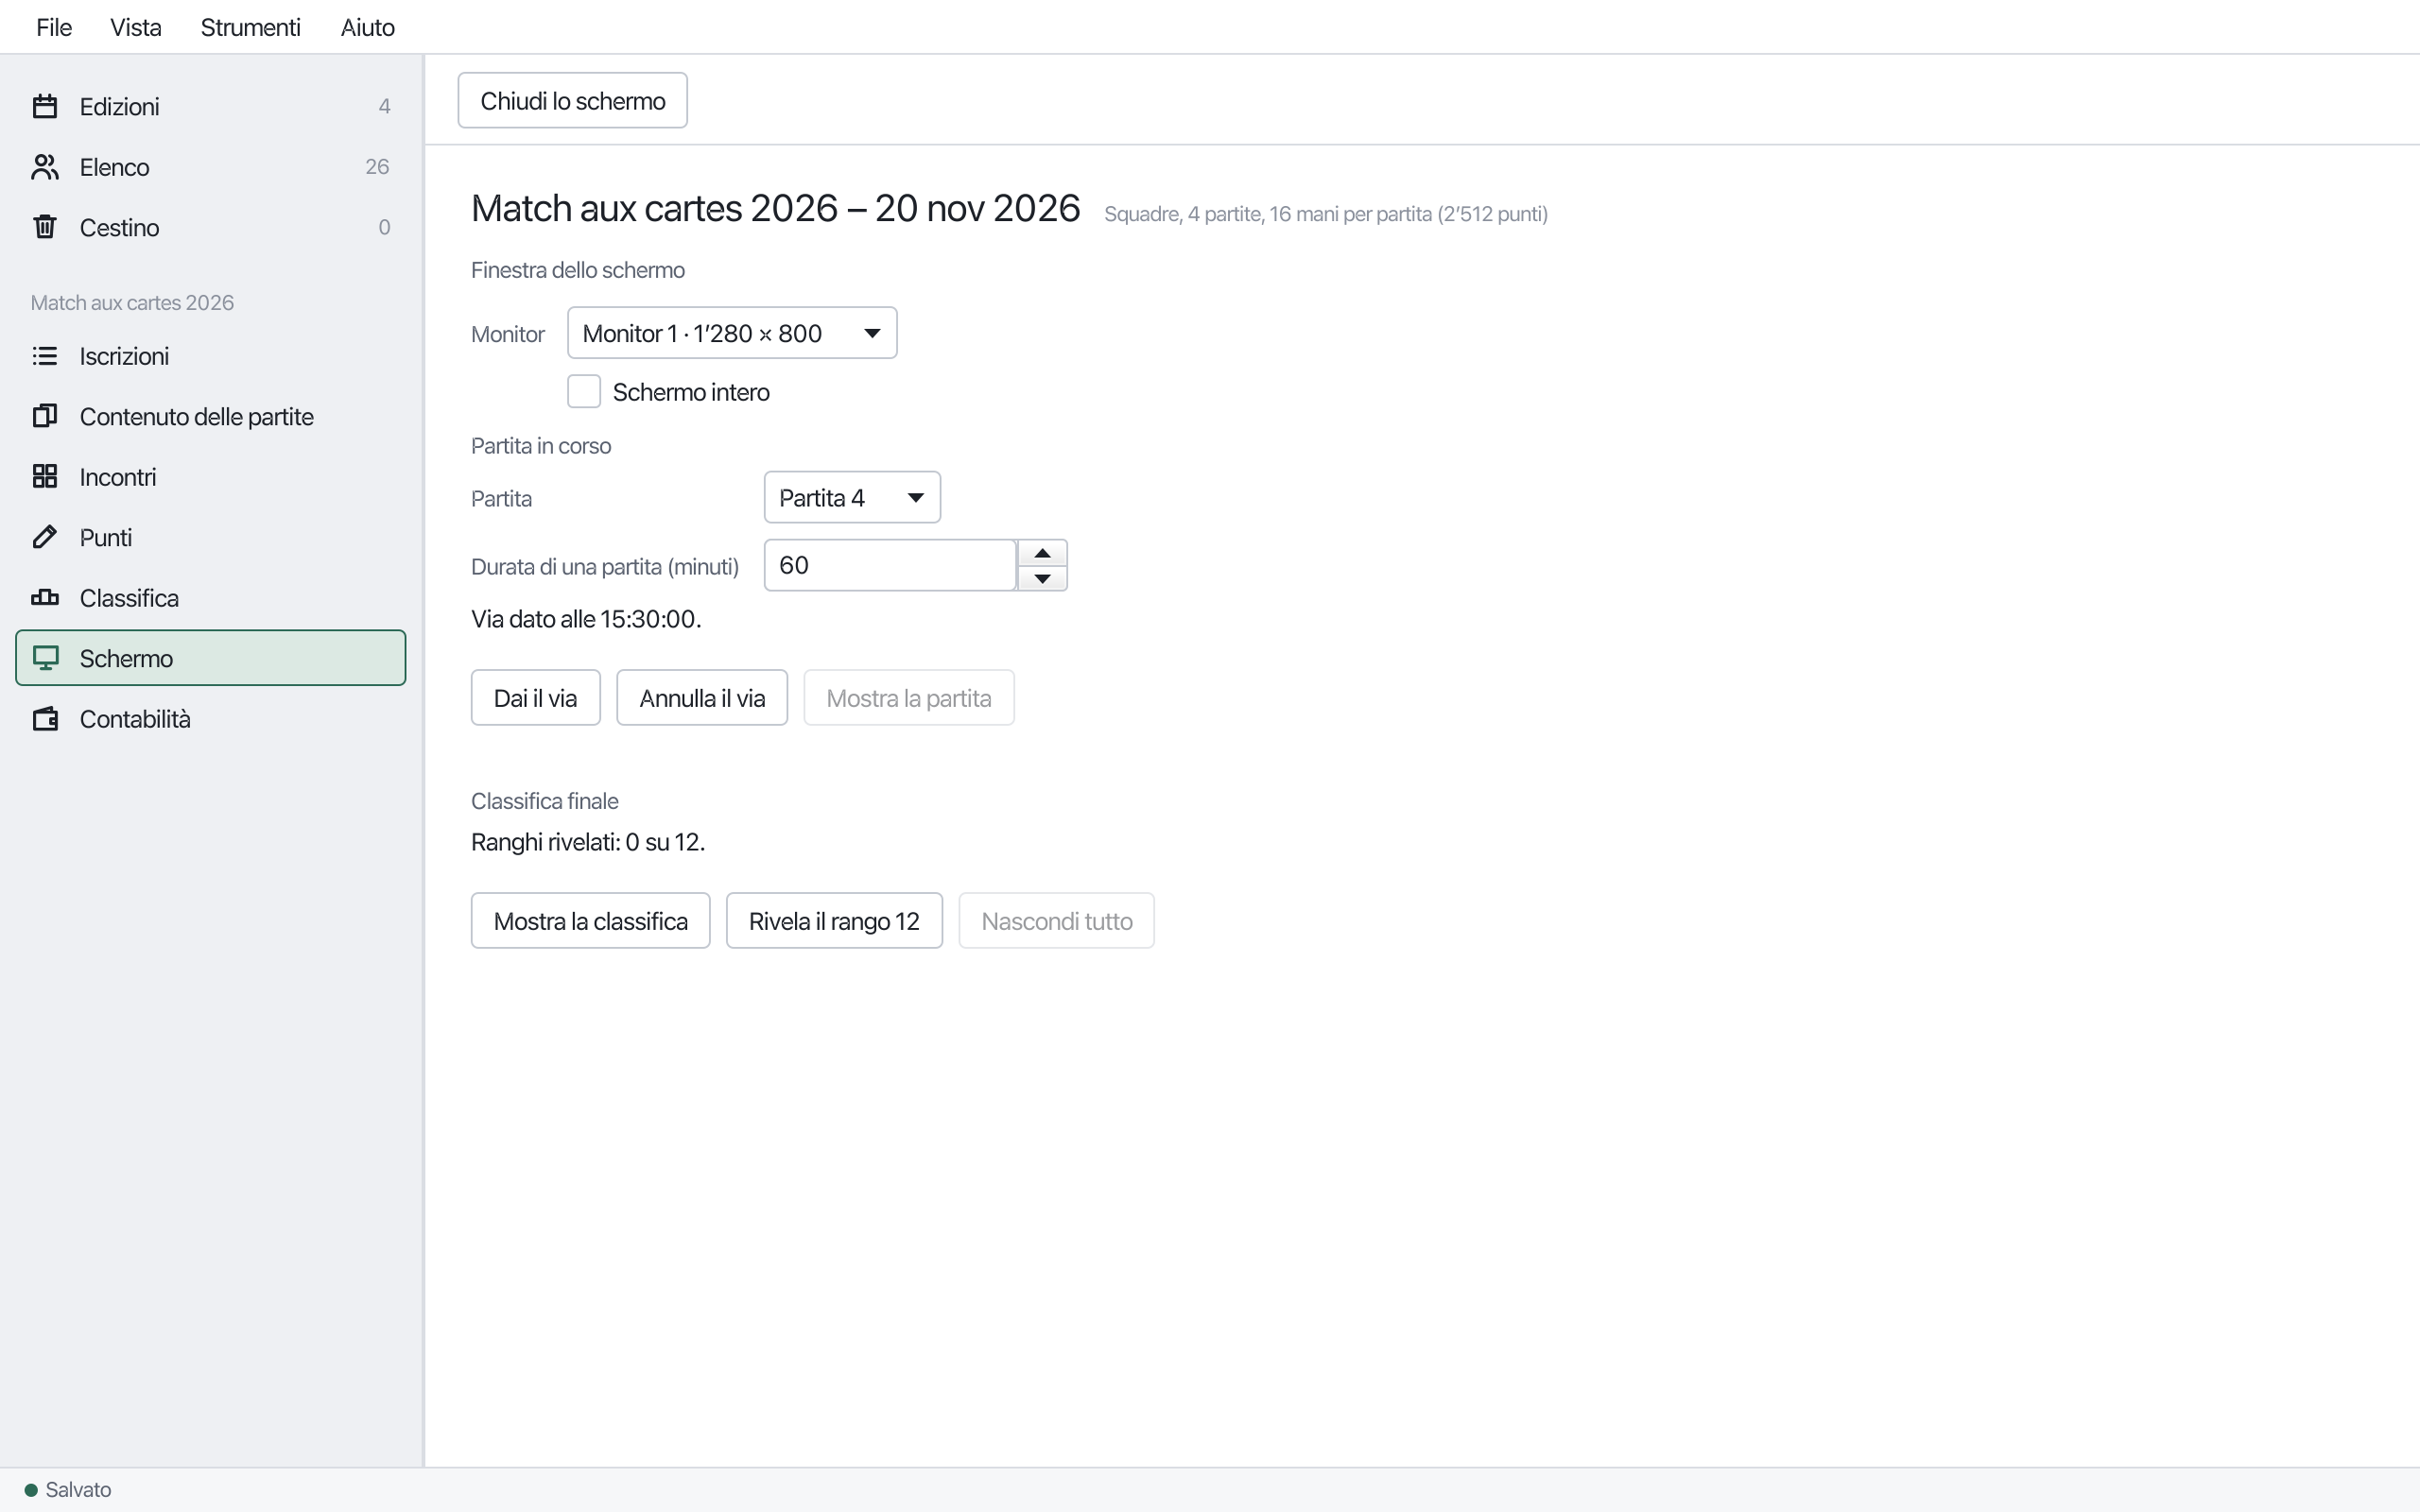 File Vista Strumenti Aiuto
Edizioni 4
Elenco 26
Cestino 0
Match aux cartes 2026
Iscrizioni
Contenuto delle partite
Incontri
Punti
Classifica
Schermo
Contabilità
Chiudi lo schermo
Match aux cartes 2026 – 20 nov 2026 Squadre, 4 partite, 16 mani per partita (2’512 punti)
Finestra dello schermo
Monitor Monitor 1 · 1’280 × 800
Schermo intero
Partita in corso
Partita Partita 4
Durata di una partita (minuti) 60
Via dato alle 15:30:00.
Dai il via Annulla il via Mostra la partita
Classifica finale
Ranghi rivelati: 0 su 12.
Mostra la classifica Rivela il rango 12 Nascondi tutto
Salvato